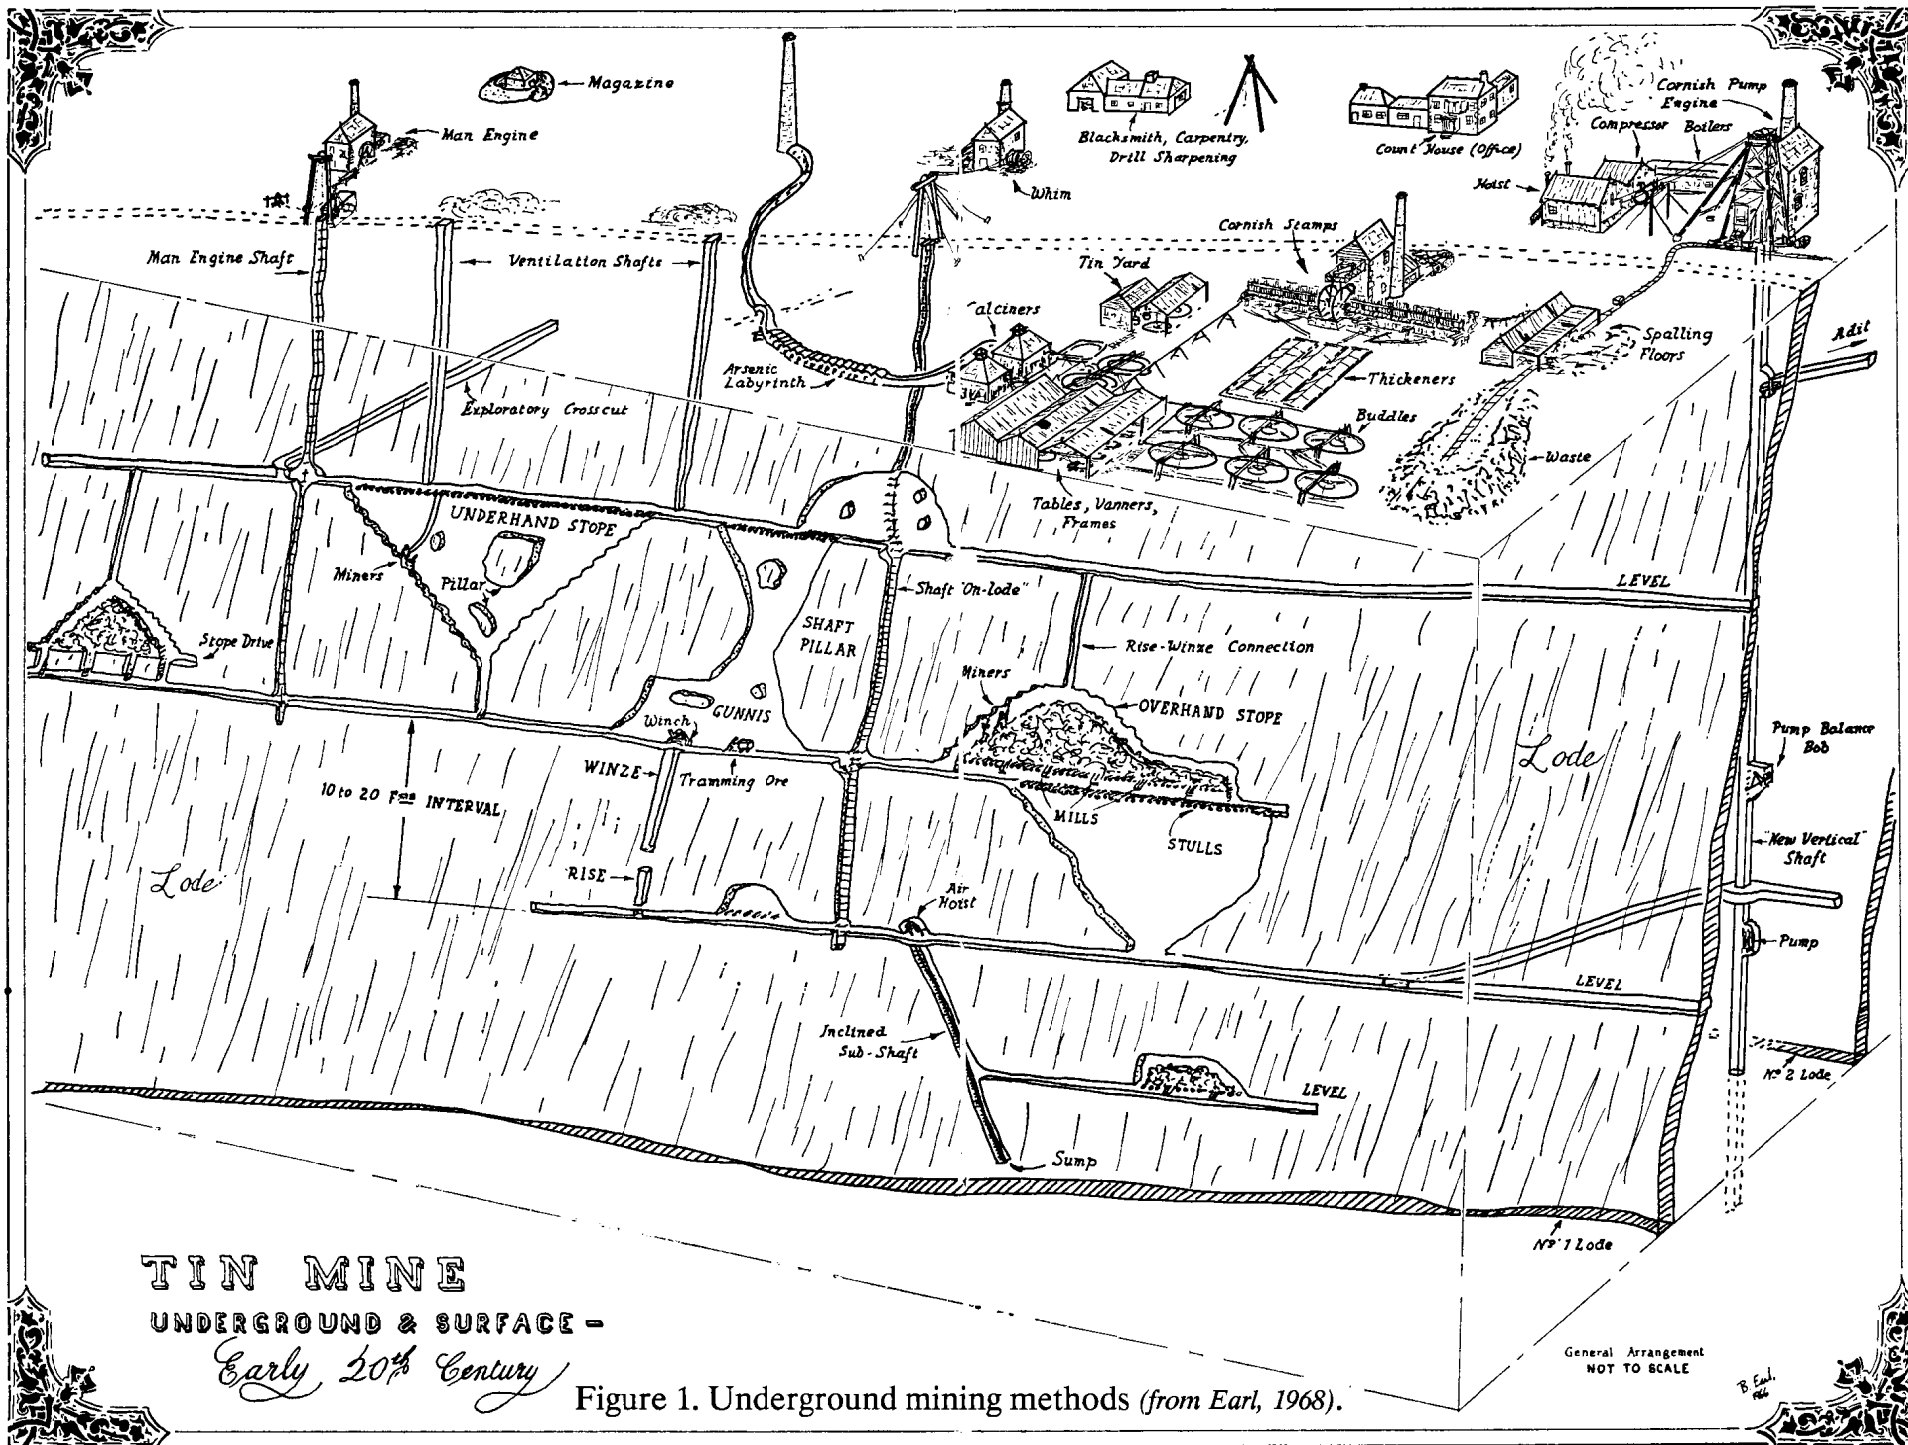 Magazine
Man Engine
Blacksmith, Carpentry,
Drill Sharpening
Count House (Office)
Cornish Pump
Engine
Compressor
Boilers
Hoist
Whim
Man Engine Shaft
Ventilation Shafts
Cornish Stamps
Tin Yard
alciners
Arsenic
Labyrinth
Spalling
Floors
Adit
Thickeners
Exploratory Crosscut
Buddles
Waste
Tables, Vanners,
Frames
UNDERHAND STOPE
Miners
Pillar
Shaft "On-lode"
LEVEL
Stope Drive
SHAFT
PILLAR
Rise-Winze Connection
Miners
OVERHAND STOPE
GUNNIS
Winch
WINZE
Tramming Ore
Lode
Pump Balance
Bob
10 to 20 Fms INTERVAL
MILLS
STULLS
"New Vertical"
Shaft
Lode
RISE
Air
Hoist
Pump
LEVEL
Inclined
Sub-Shaft
LEVEL
No 2 Lode
Sump
No 1 Lode
TIN MINE
UNDERGROUND & SURFACE -
Early 20th Century
General Arrangement
NOT TO SCALE
B. Earl,
Figure 1. Underground mining methods (from Earl, 1968).